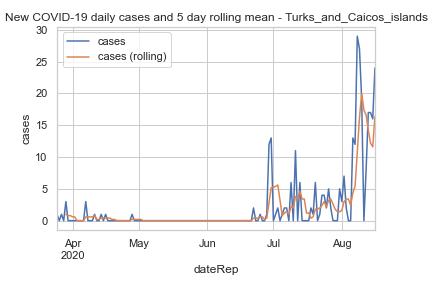 New COVID-19 daily cases and 5 day rolling mean - Turks_and_Caicos_islands
30
25
20
15
10
5
0
cases
cases
cases (rolling)
Apr
2020
May
Jun
Jul
Aug
dateRep